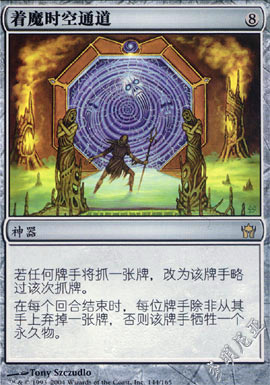 着魔时空通道
8
神器
若任何牌手将抓一张牌，改为该牌手略
过该次抓牌。
在每个回合结束时，每位牌手除非从其
手上弃掉一张牌，否则该牌手牺牲一个
永久物。
Tony Szczudlo
™ & © 1993-2004 Wizards of the Coast, Inc. 144/165